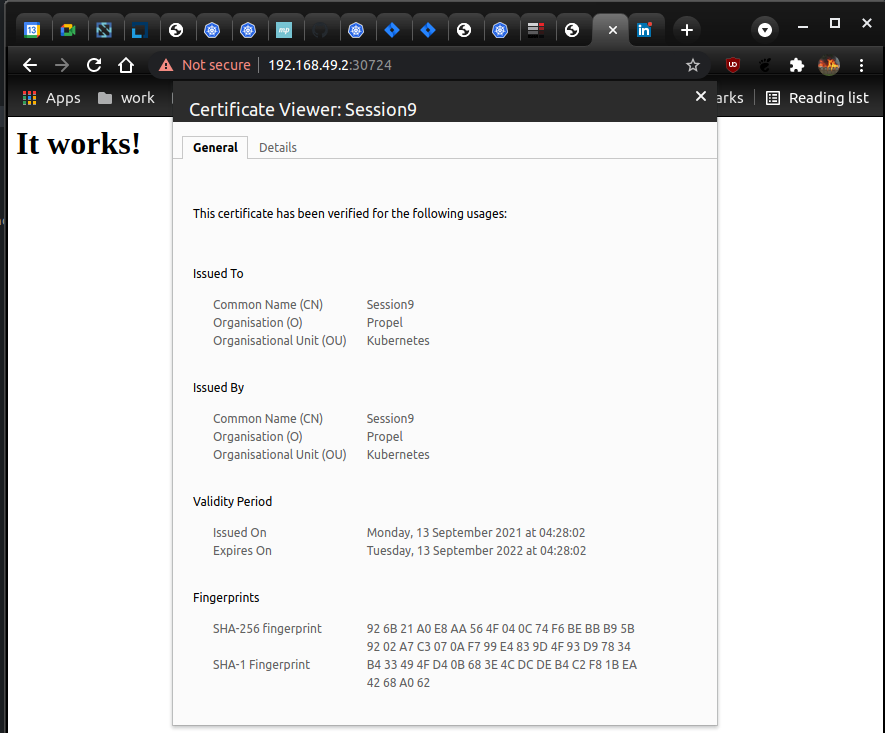 13
mp
in
Not secure 192.168.49.2:30724
UD
Apps work arks Reading list
Certificate Viewer: Session9
It works!
General Details
This certificate has been verified for the following usages:
Issued To
Common Name (CN) Session9
Organisation (O) Propel
Organisational Unit (OU) Kubernetes
Issued By
Common Name (CN) Session9
Organisation (O) Propel
Organisational Unit (OU) Kubernetes
Validity Period
Issued On Monday, 13 September 2021 at 04:28:02
Expires On Tuesday, 13 September 2022 at 04:28:02
Fingerprints
SHA-256 fingerprint 92 6B 21 A0 E8 AA 56 4F 04 0C 74 F6 BE BB B9 5B
92 02 A7 C3 07 0A F7 99 E4 83 9D 4F 93 D9 78 34
SHA-1 Fingerprint B4 33 49 4F D4 0B 68 3E 4C DC DE B4 C2 F8 1B EA
42 68 A0 62